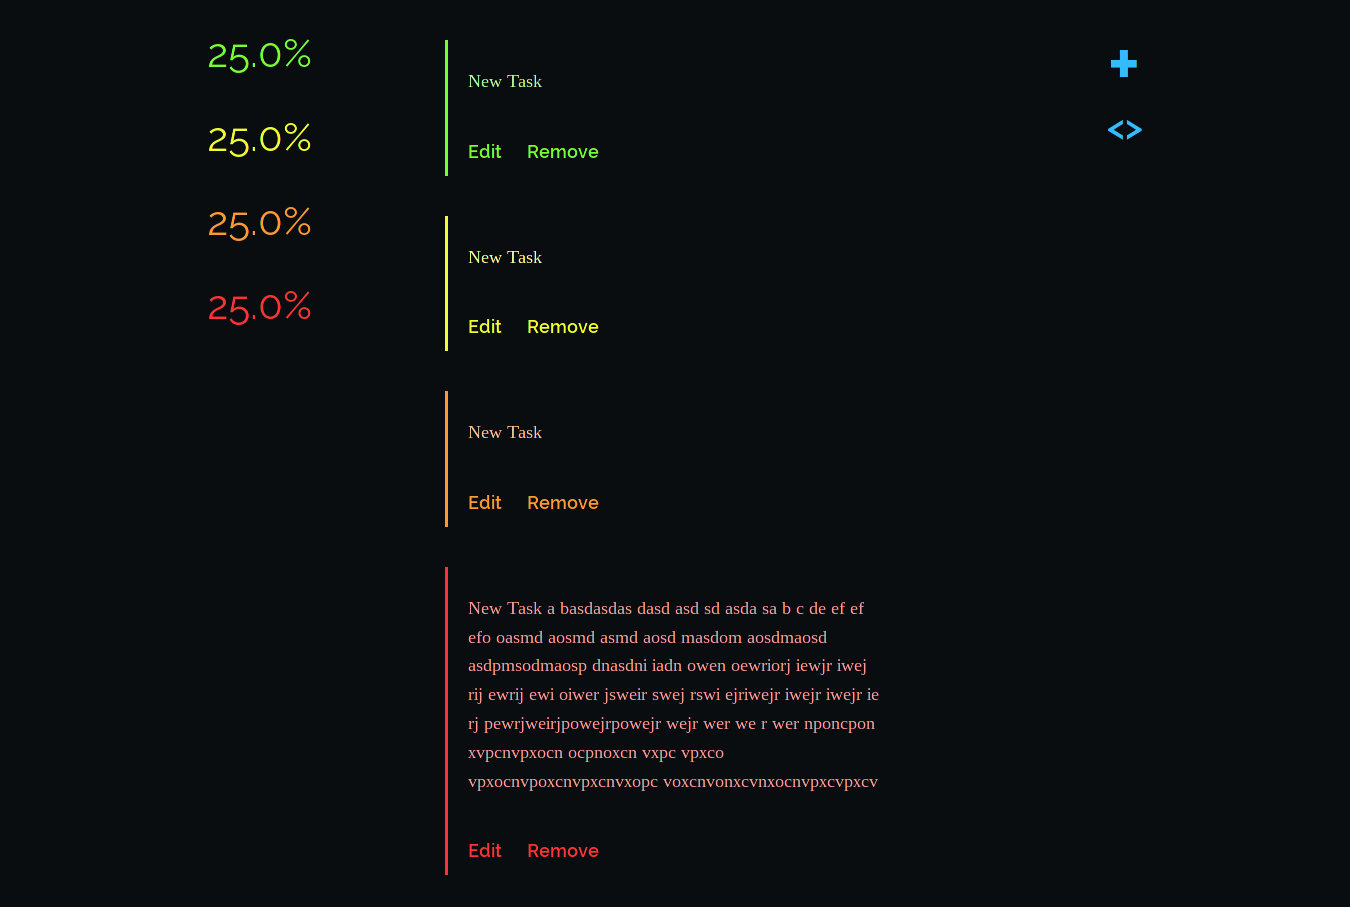 25.0%
25.0%
25.0%
25.0%
New Task
Edit Remove
New Task
Edit Remove
New Task
Edit Remove
New Task a basdasdas dasd asd sd asda sa b c de ef ef
efo oasmd aosmd asmd aosd masdom aosdmaosd
asdpmsodmaosp dnasdni iadn owen oewriorj iewjr iwej
rij ewrij ewi oiwer jsweir swej rswi ejriwejr iwejr iwejr ie
rj pewrjweirjpowejrpowejr wejr wer we r wer nponcpon
xvpcnvpxocn ocpnoxcn vxpc vpxco
vpxocnvpoxcnvpxcnvxopc voxcnvonxcvnxocnvpxcvpxcv
Edit Remove
+
<>